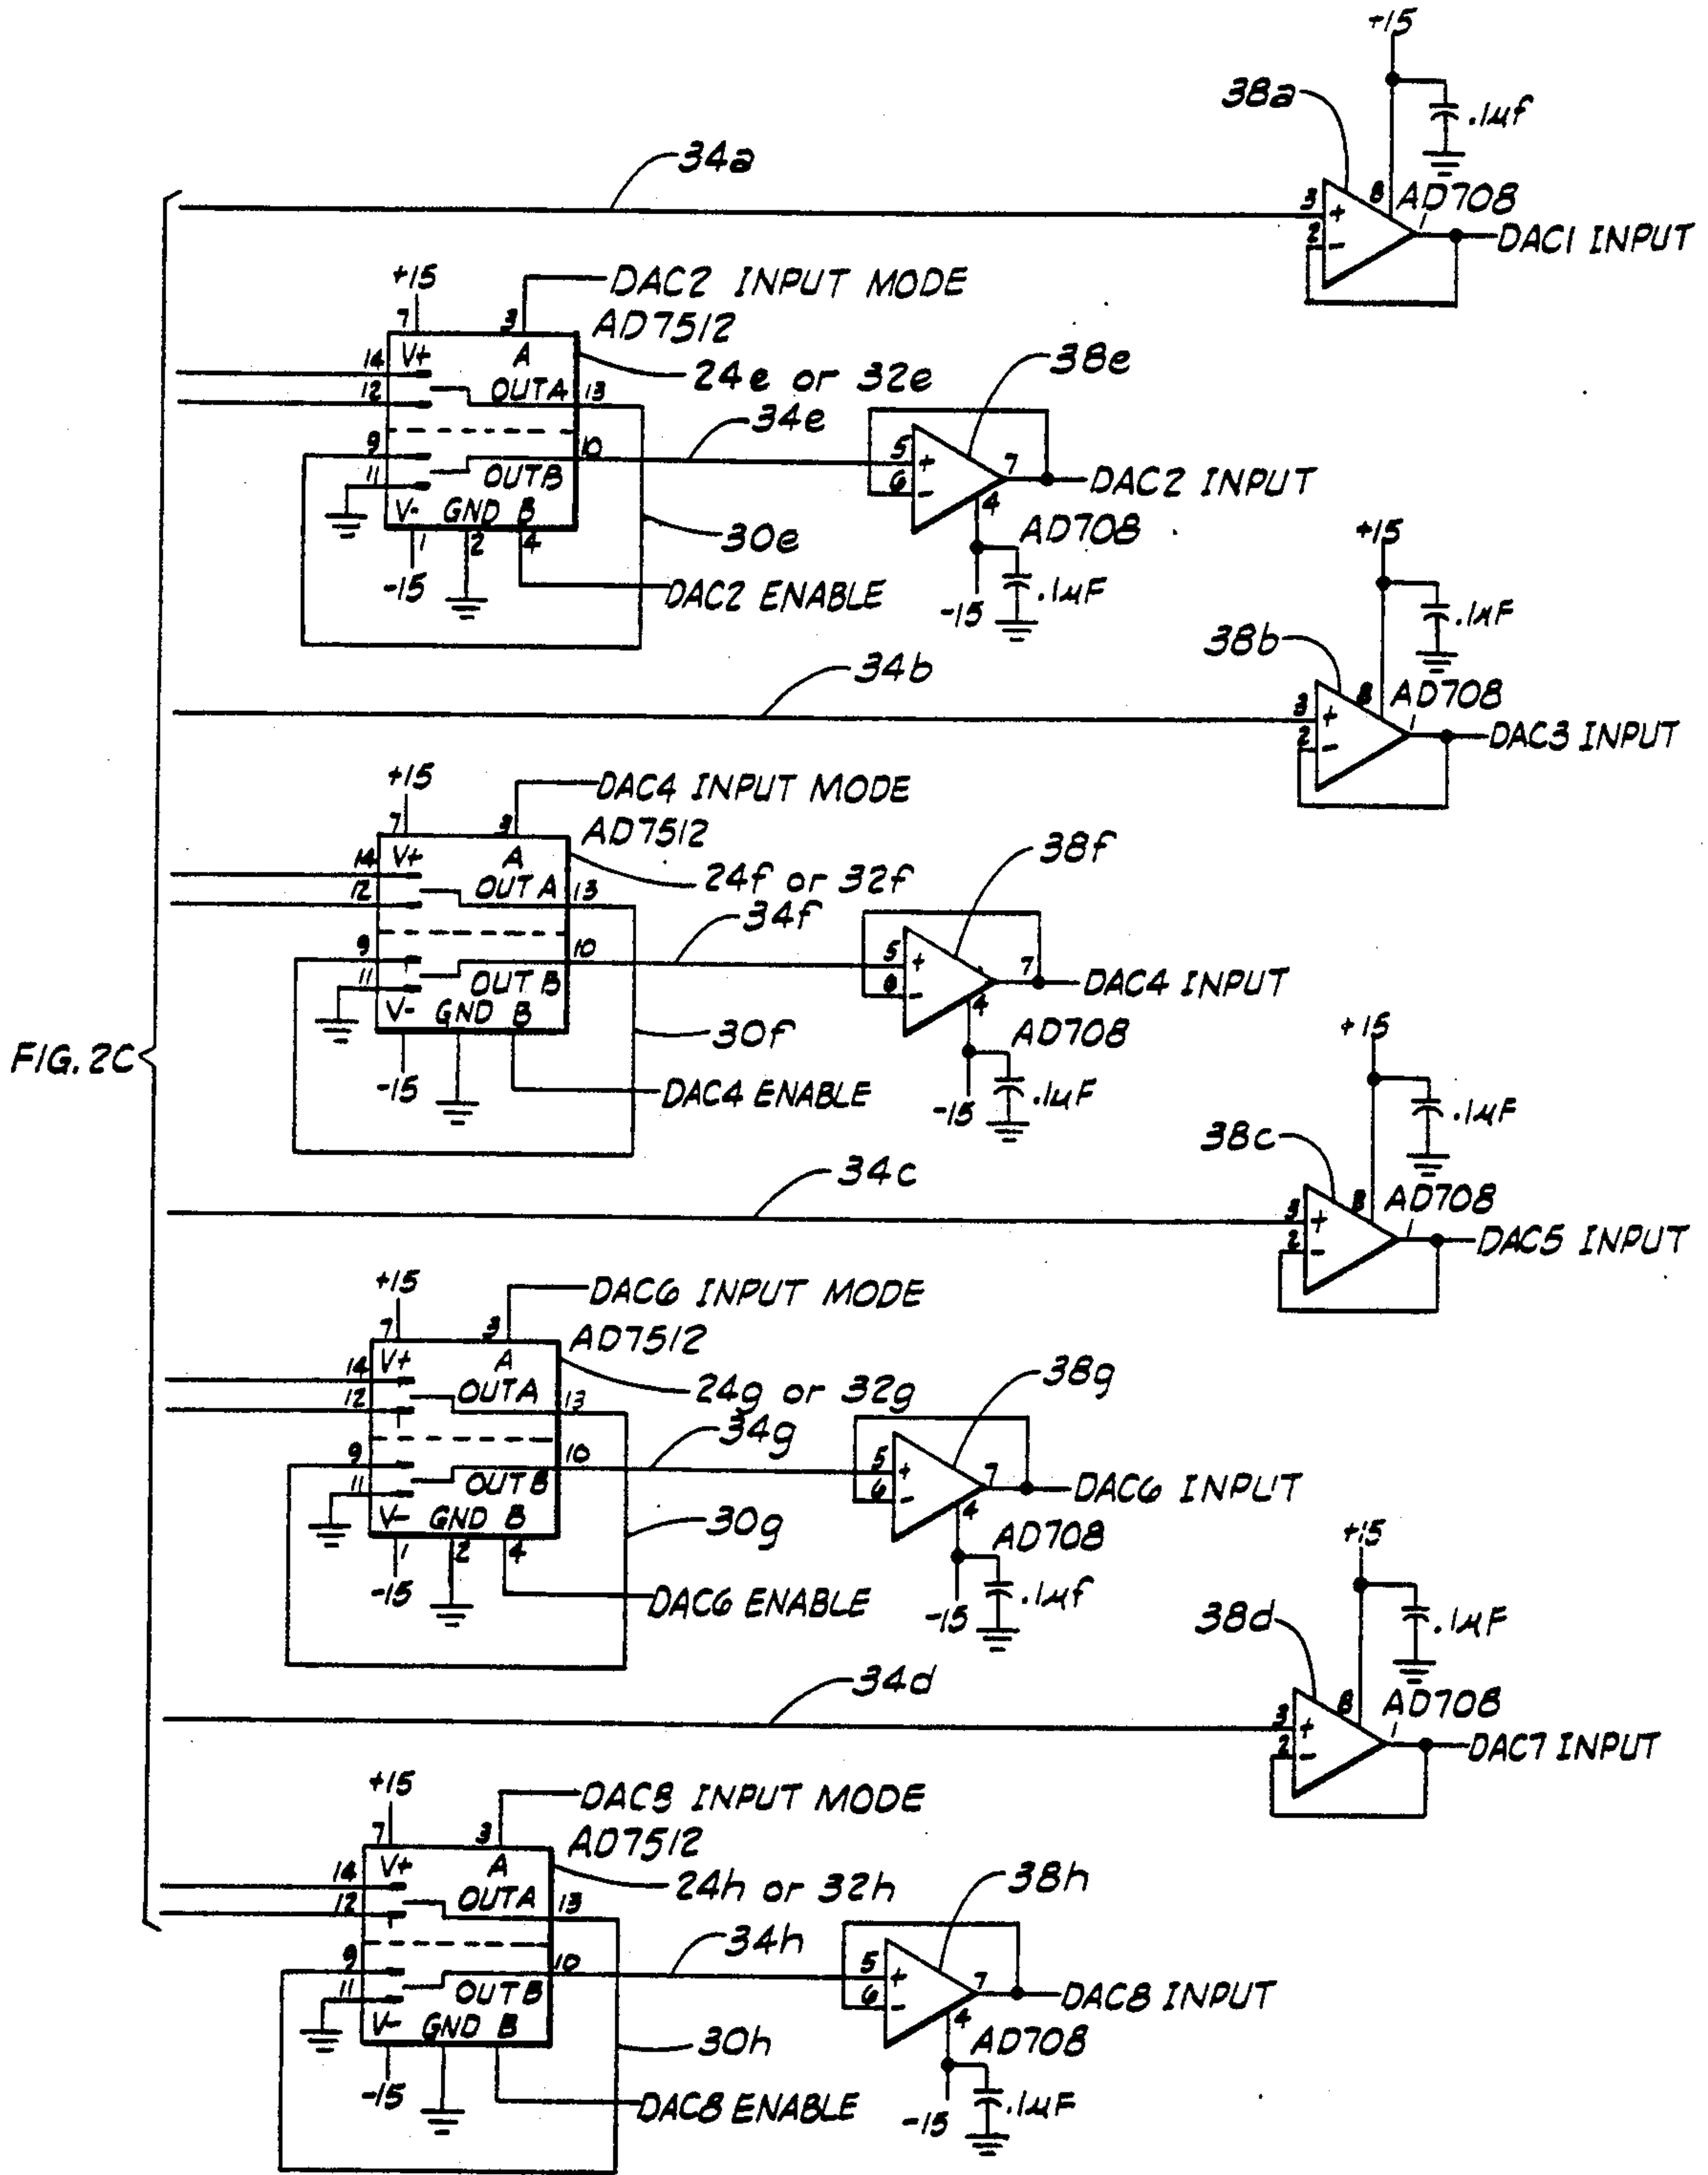 +15
38a
.1µf
34a
3 + 8 AD708
2 -
DAC1 INPUT
DAC2 INPUT MODE
+15
7 3 AD7512
14 V+ A
24e or 32e
12 OUTA 13
38e
34e
9 10
5 + 7
11 OUTB
6 -
DAC2 INPUT
V- GND B
4 AD708
1 2 4
30e
-15
DAC2 ENABLE
-15 .1µF
+15
.1µF
38b
34b
3 + 8 AD708
2 -
DAC3 INPUT
+15
DAC4 INPUT MODE
7 3 AD7512
14 V+ A
24f or 32f
12 OUTA 13
38f
34f
9 10
5 + 7
11 OUT B
6 -
DAC4 INPUT
V- GND B
4 AD708
30f
-15
DAC4 ENABLE
-15 .1µF
FIG. 2C
+15
.1µF
38c
34c
3 + 8 AD708
2 -
DAC5 INPUT
+15
DAC6 INPUT MODE
7 3 AD7512
14 V+ A
24g or 32g
12 OUTA 13
38g
34g
9 10
5 + 7
11 OUTB
6 -
DAC6 INPUT
V- GND B
4 AD708
1 2 4
30g
-15
DAC6 ENABLE
-15 .1µf
+15
.1µF
38d
34d
3 + 8 AD708
2 -
DAC7 INPUT
+15
DAC8 INPUT MODE
7 3 AD7512
14 V+ A
24h or 32h
12 OUTA 13
38h
34h
9 10
5 + 7
11 OUTB
6 -
DAC8 INPUT
V- GND B
4 AD708
30h
-15
DAC8 ENABLE
-15 .1µF